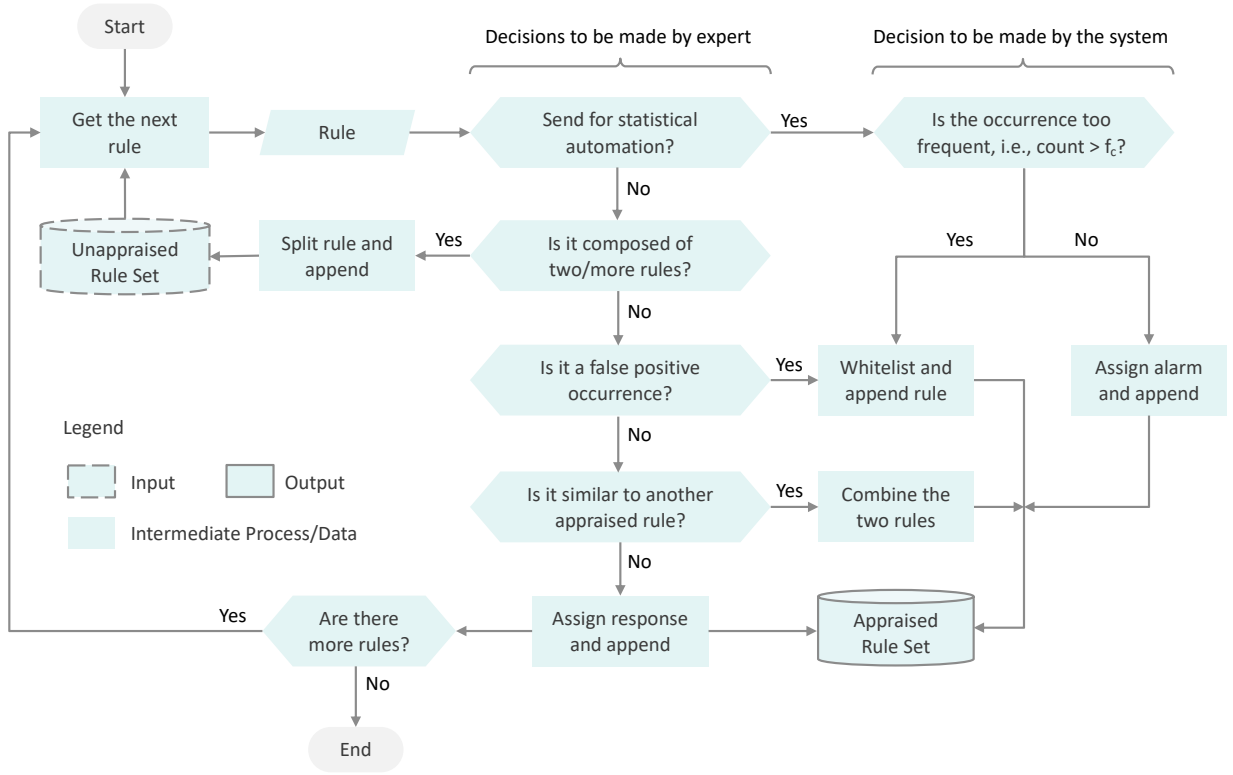 Start
Decisions to be made by expert
Decision to be made by the system
Get the next
rule
Rule
Send for statistical
automation?
Yes
Is the occurrence too
frequent, i.e., count > fc?
No
Unappraised
Rule Set
Split rule and
append
Yes
Is it composed of
two/more rules?
Yes
No
No
Is it a false positive
occurrence?
Yes
Whitelist and
append rule
Assign alarm
and append
No
Legend
Input
Output
Intermediate Process/Data
Is it similar to another
appraised rule?
Yes
Combine the
two rules
No
Yes
Are there
more rules?
Assign response
and append
Appraised
Rule Set
No
End